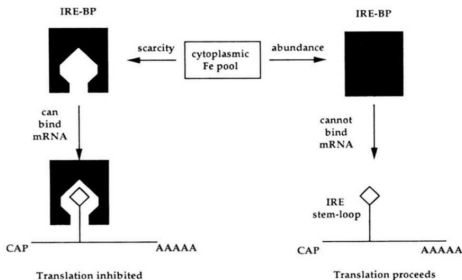 IRE-BP
IRE-BP
scarcity
cytoplasmic
Fe pool
abundance
can
bind
mRNA
cannot
bind
mRNA
IRE
stem-loop
CAP
AAAAA
CAP
AAAAA
Translation inhibited
Translation proceeds